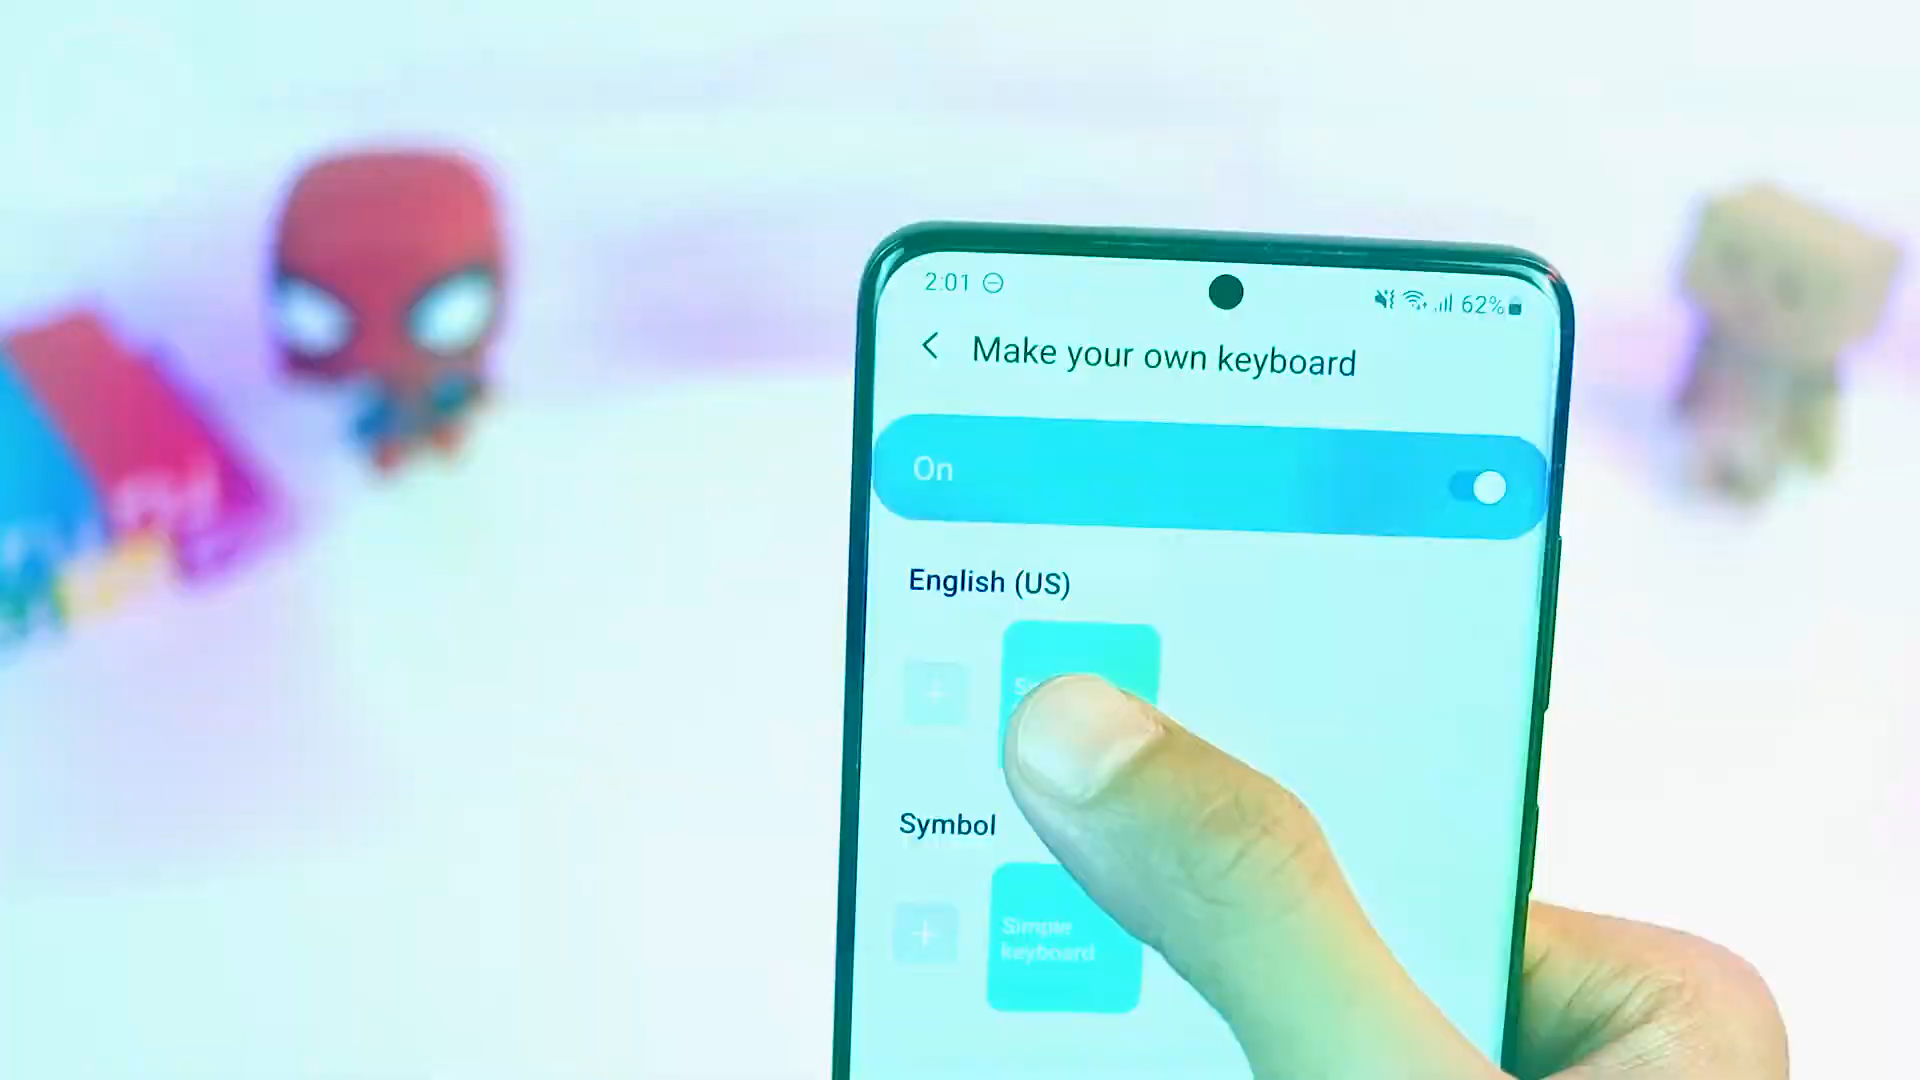 2:01
62%
Make your own keyboard
On
English (US)
Symbol
Simple
keyboard